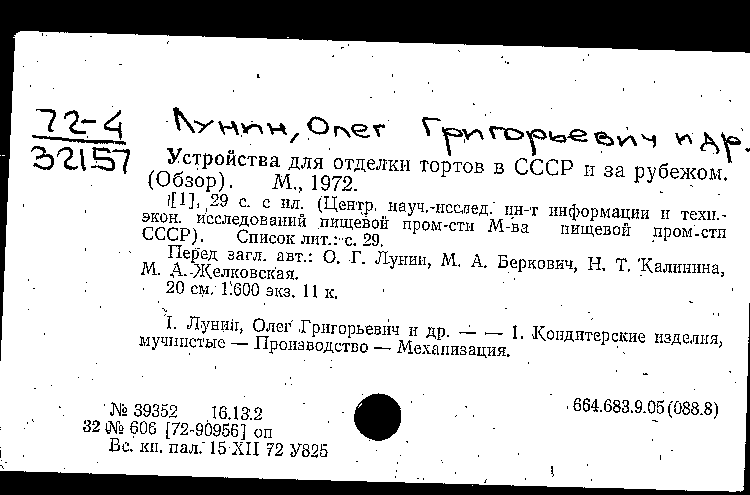 72-4
32157
Лунин, Олег Григорьевич и др.
Устройства для отделки тортов в СССР и за рубежом.
(Обзор). М., 1972.
[1], 29 с. с ил. (Центр. науч.-исслед. ин-т информации и техн.-
экон. исследований пищевой пром-сти М-ва пищевой пром-сти
СССР). Список лит.: с. 29.
Перед загл. авт.: О. Г. Лунин, М. А. Беркович, Н. Т. Калинина,
М. А. Желковская.
20 см. 1.600 экз. 11 к.
I. Лунин, Олег Григорьевич и др. — — 1. Кондитерские изделия,
мучнистые — Производство — Механизация.
№ 39352 16.13.2
664.683.9.05 (088.8)
32 № 606 [72-90956] оп
Вс. кн. пал. 15 XII 72 У825